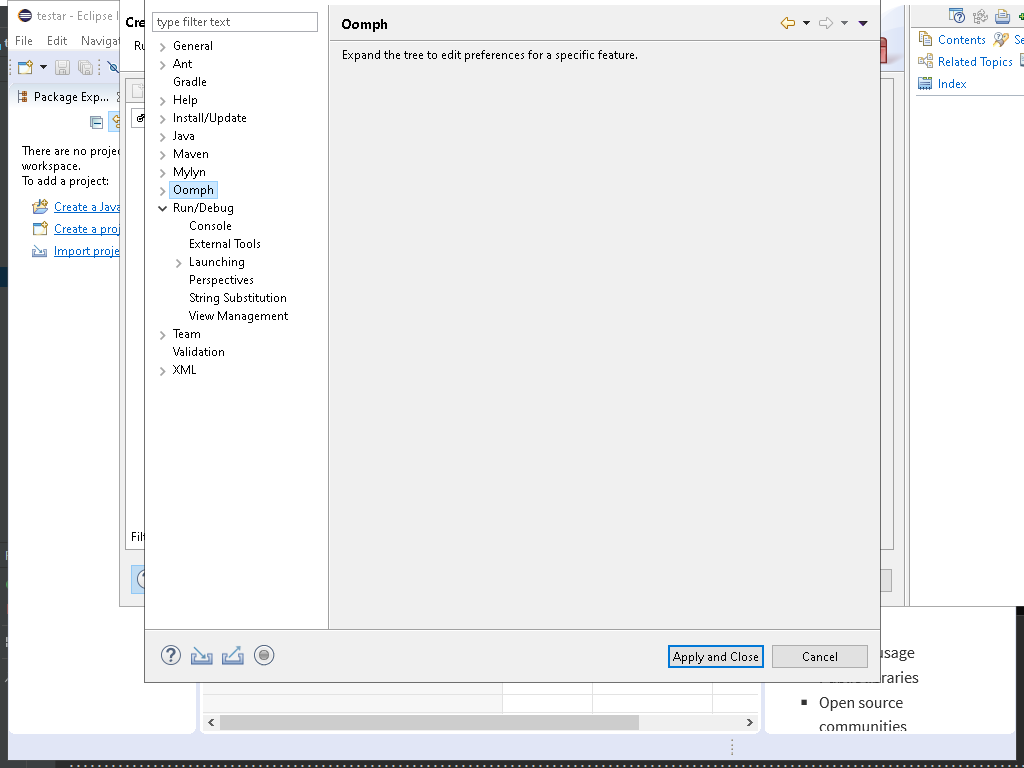 testar - Eclipse I
File Edit Navigat
Package Exp...
There are no projec
workspace.
To add a project:
Create a Java
Create a proj
Import proje
Cre
Ru
Filt
type filter text
General
Ant
Gradle
Help
Install/Update
Java
Maven
Mylyn
Oomph
Run/Debug
Console
External Tools
Launching
Perspectives
String Substitution
View Management
Team
Validation
XML
Oomph
Expand the tree to edit preferences for a specific feature.
Apply and Close
Cancel
Contents
Se
Related Topics
Index
usage
raries
Open source
communities